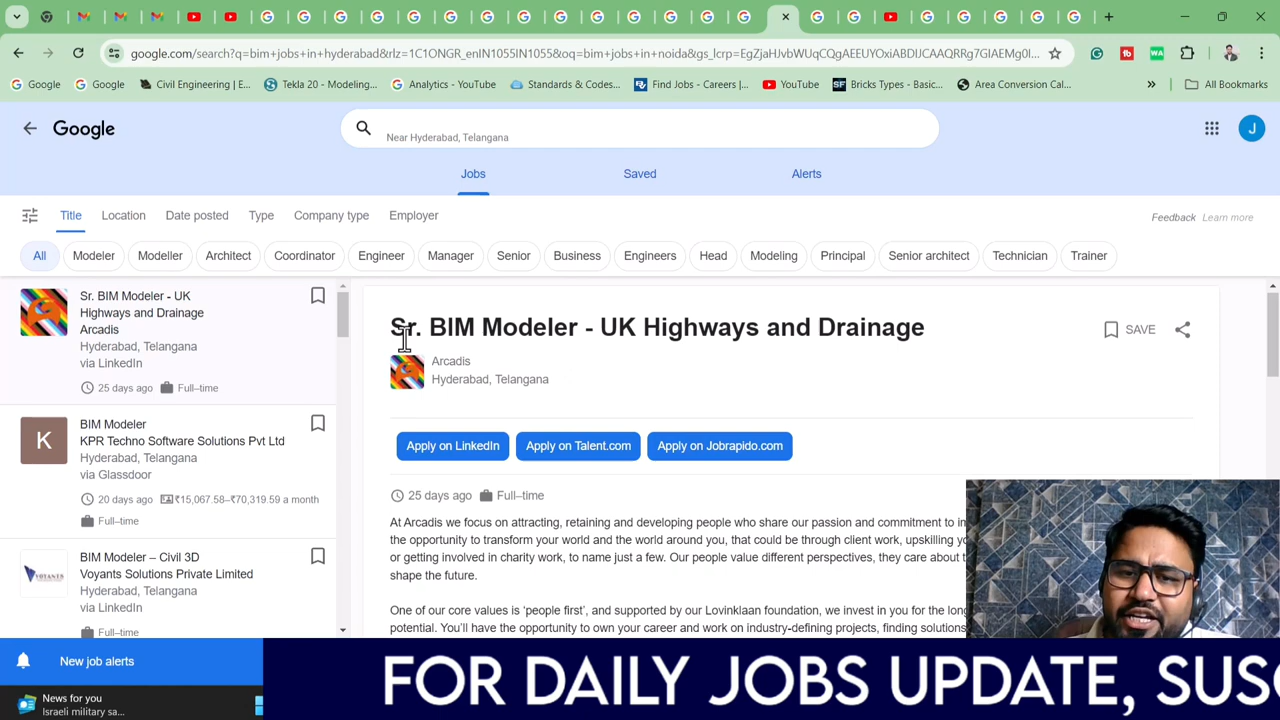 google.com/search?q=bim+jobs+in+hyderabad&rlz=1C1ONGR_enIN1055IN1055&oq=bim+jobs+in+noida&gs_lcrp=EgZjaHJvbWUqCQgAEEUYOxiABDIJCAAQRRg7GIAEMg0I...
Google
Google
Civil Engineering | E...
Tekla 20 - Modeling...
Analytics - YouTube
Standards & Codes...
Find Jobs - Careers |...
YouTube
Bricks Types - Basic...
Area Conversion Cal...
»
All Bookmarks
Google
Near Hyderabad, Telangana
J
Jobs
Saved
Alerts
Title
Location
Date posted
Type
Company type
Employer
Feedback
Learn more
All
Modeler
Modeller
Architect
Coordinator
Engineer
Manager
Senior
Business
Engineers
Head
Modeling
Principal
Senior architect
Technician
Trainer
Sr. BIM Modeler - UK
Highways and Drainage
Arcadis
Hyderabad, Telangana
via LinkedIn
25 days ago
Full–time
K
BIM Modeler
KPR Techno Software Solutions Pvt Ltd
Hyderabad, Telangana
via Glassdoor
20 days ago
₹15,067.58–₹70,319.59 a month
Full–time
VOYANTS
BIM Modeler – Civil 3D
Voyants Solutions Private Limited
Hyderabad, Telangana
via LinkedIn
Full–time
Sr. BIM Modeler - UK Highways and Drainage
SAVE
Arcadis
Hyderabad, Telangana
Apply on LinkedIn
Apply on Talent.com
Apply on Jobrapido.com
25 days ago
Full–time
At Arcadis we focus on attracting, retaining and developing people who share our passion and commitment to
the opportunity to transform your world and the world around you, that could be through client work, upskilling
or getting involved in charity work, to name just a few. Our people value different perspectives, they care about
shape the future.
One of our core values is ‘people first’, and supported by our Lovinklaan foundation, we invest in you for the
potential. You’ll have the opportunity to own your career and work on industry-defining projects, finding solutions
New job alerts
News for you
Israeli military sa...
FOR DAILY JOBS UPDATE, SUS